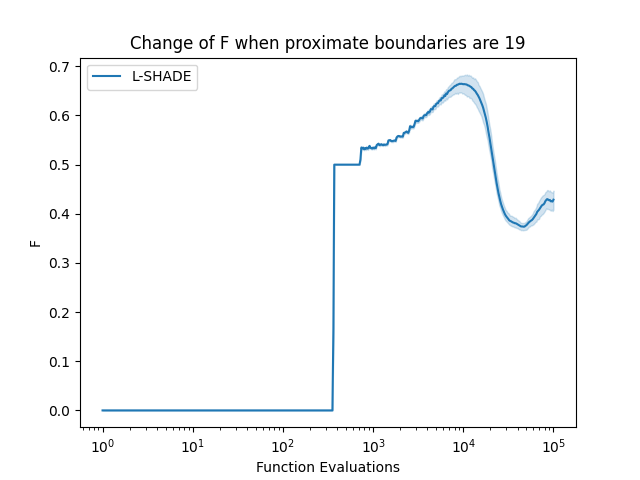 Change of F when proximate boundaries are 19
L-SHADE
0.7
0.6
0.5
0.4
0.3
0.2
0.1
0.0
F
10⁰ 10¹ 10² 10³ 10⁴ 10⁵
Function Evaluations